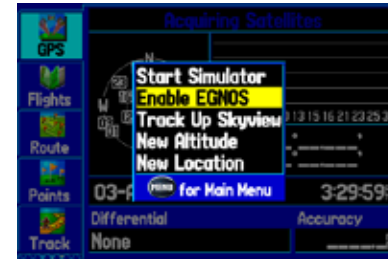 Acquiring Satellites
GPS
N
Start Simulator
Enable EGNOS
Track Up Skyview
New Altitude
New Location
MENU for Main Menu
Flights
W
Route
Points
03-
3:29:59
Differential
Accuracy
None
Track